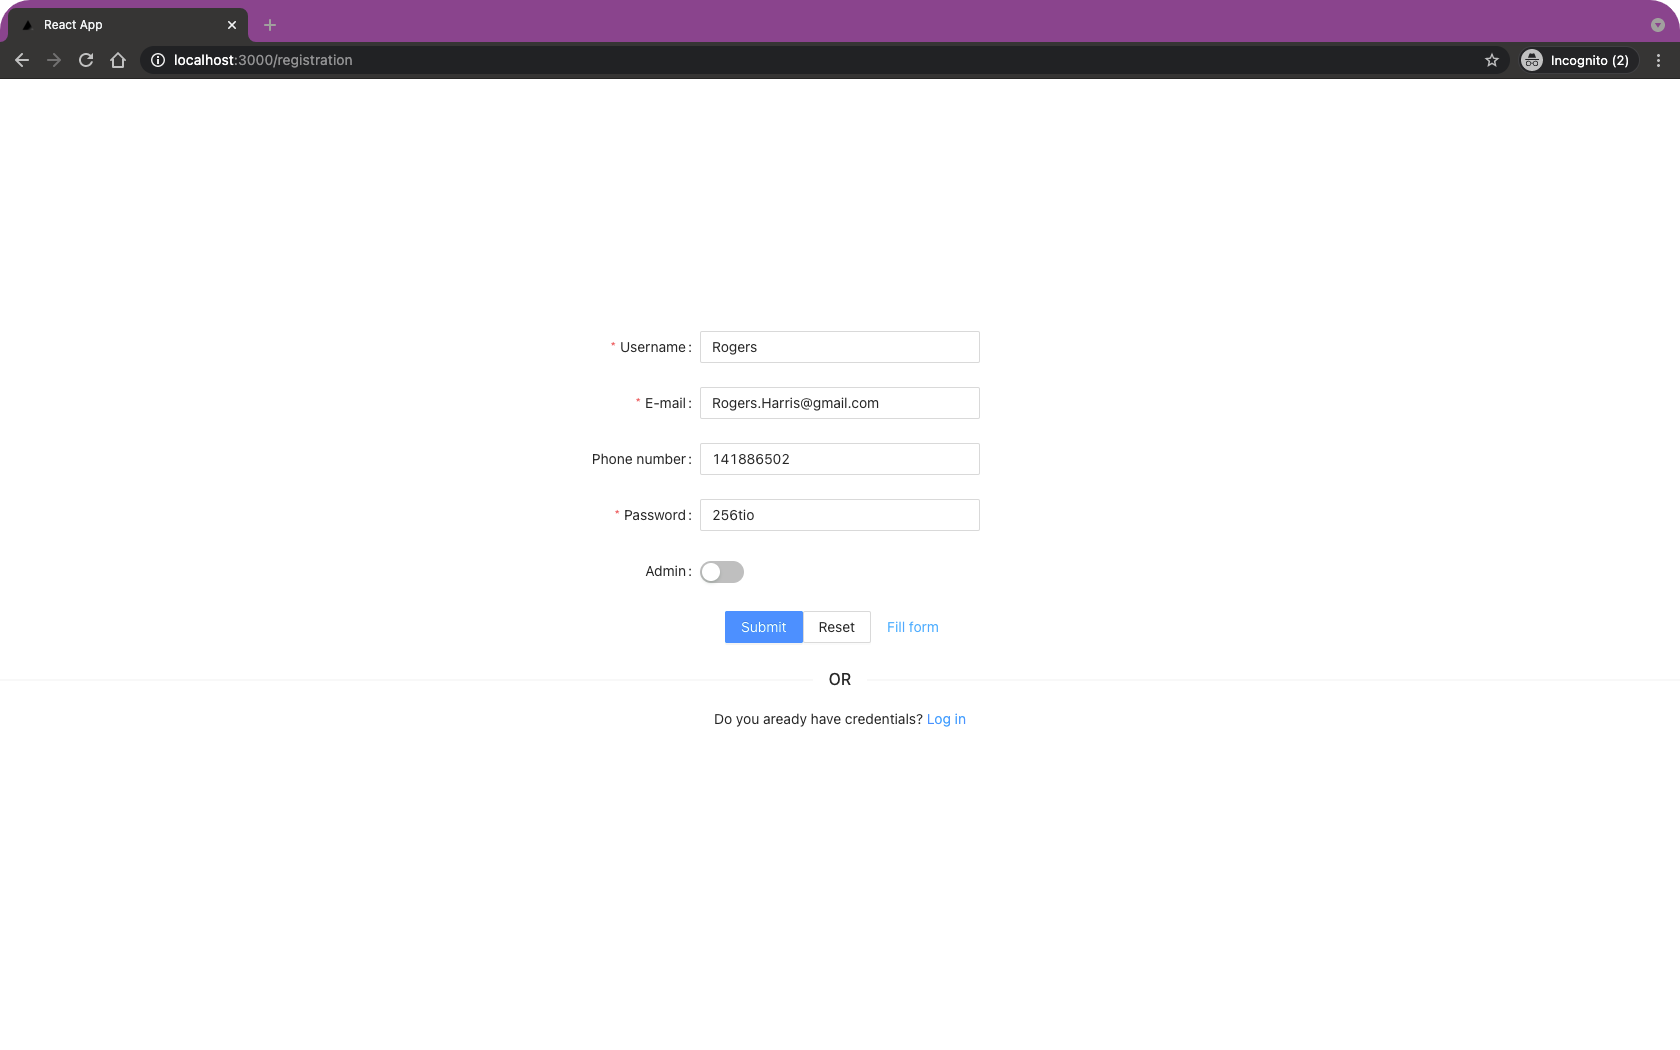 React App
localhost:3000/registration
Incognito (2)
* Username: Rogers
* E-mail: Rogers.Harris@gmail.com
Phone number: 141886502
* Password: 256tio
Admin:
Submit Reset Fill form
OR
Do you aready have credentials? Log in